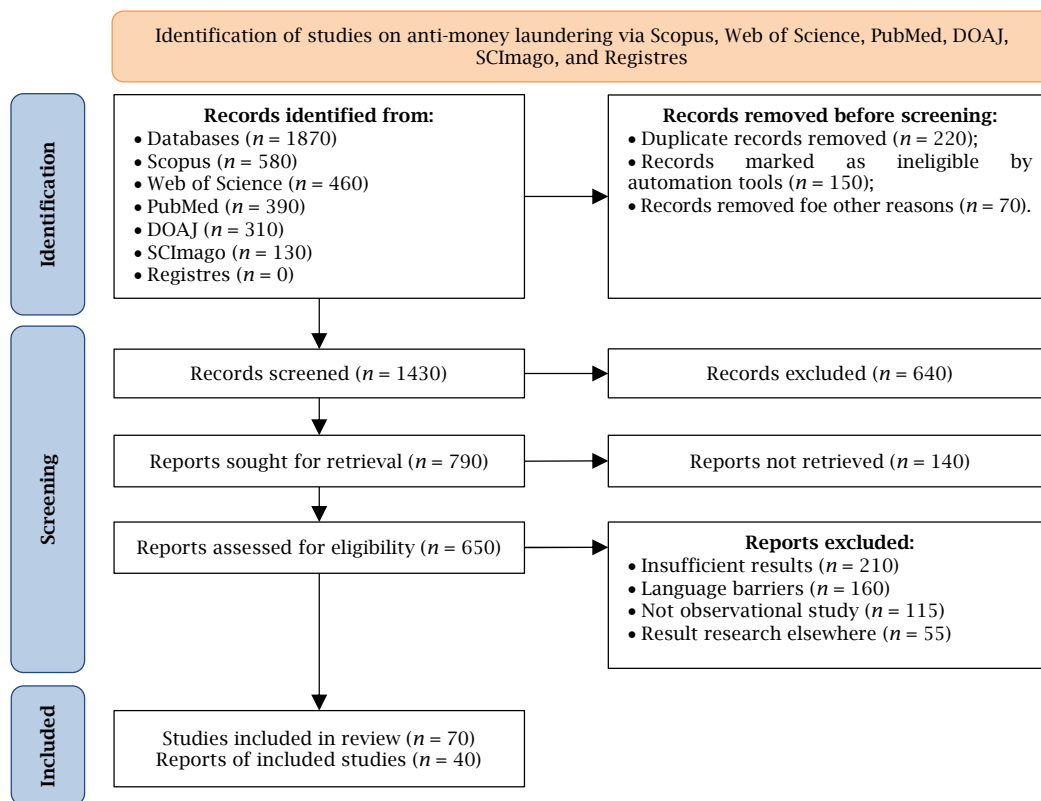 Identification of studies on anti-money laundering via Scopus, Web of Science, PubMed, DOAJ,
SCImago, and Registres
Identification
Records identified from:
• Databases (n = 1870)
• Scopus (n = 580)
• Web of Science (n = 460)
• PubMed (n = 390)
• DOAJ (n = 310)
• SCImago (n = 130)
• Registres (n = 0)
Records removed before screening:
• Duplicate records removed (n = 220);
• Records marked as ineligible by
automation tools (n = 150);
• Records removed foe other reasons (n = 70).
Screening
Records screened (n = 1430)
Records excluded (n = 640)
Reports sought for retrieval (n = 790)
Reports not retrieved (n = 140)
Reports assessed for eligibility (n = 650)
Reports excluded:
• Insufficient results (n = 210)
• Language barriers (n = 160)
• Not observational study (n = 115)
• Result research elsewhere (n = 55)
Included
Studies included in review (n = 70)
Reports of included studies (n = 40)